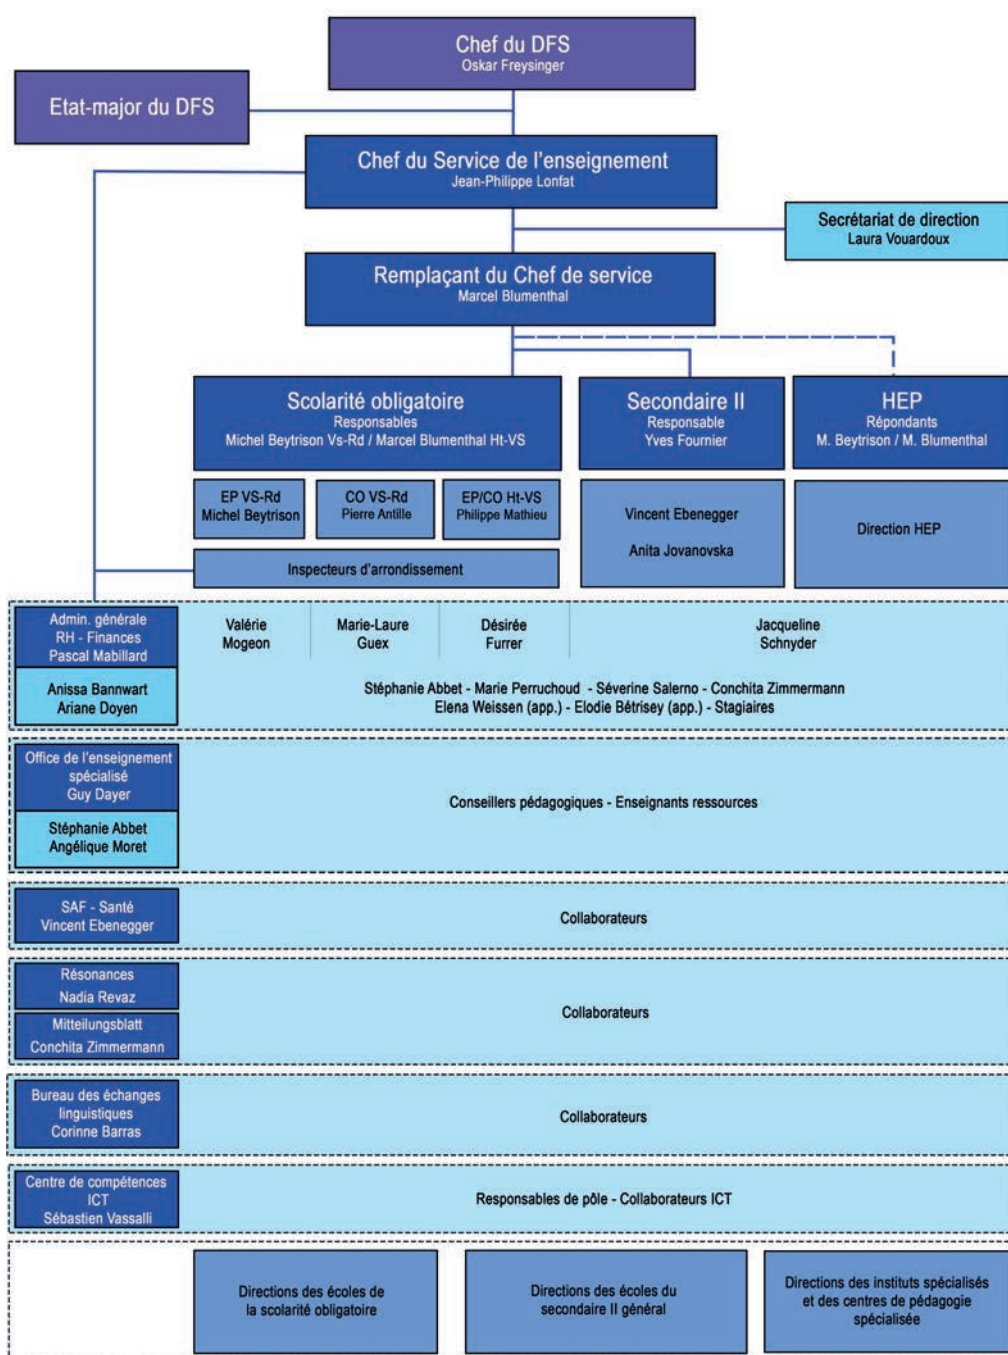 Chef du DFS
Oskar Freysinger
Etat-major du DFS
Chef du Service de l'enseignement
Jean-Philippe Lonfat
Secrétariat de direction
Laura Vouardoux
Remplaçant du Chef de service
Marcel Blumenthal
Scolarité obligatoire
Responsables
Michel Beytrison Vs-Rd / Marcel Blumenthal Ht-VS
Secondaire II
Responsable
Yves Fournier
HEP
Répondants
M. Beytrison / M. Blumenthal
EP VS-Rd
Michel Beytrison
CO VS-Rd
Pierre Antille
EP/CO Ht-VS
Philippe Mathieu
Vincent Ebenegger
Anita Jovanovska
Direction HEP
Inspecteurs d'arrondissement
Admin. générale
RH - Finances
Pascal Mabillard
Valérie
Mogeon
Marie-Laure
Guex
Désirée
Furrer
Jacqueline
Schnyder
Anissa Bannwart
Ariane Doyen
Stéphanie Abbet - Marie Perruchoud - Séverine Salerno - Conchita Zimmermann
Elena Weissen (app.) - Elodie Bétrisey (app.) - Stagiaires
Office de l'enseignement
spécialisé
Guy Dayer
Stéphanie Abbet
Angélique Moret
Conseillers pédagogiques - Enseignants ressources
SAF - Santé
Vincent Ebenegger
Collaborateurs
Résonances
Nadia Revaz
Mitteilungsblatt
Conchita Zimmermann
Collaborateurs
Bureau des échanges
linguistiques
Corinne Barras
Collaborateurs
Centre de compétences
ICT
Sébastien Vassalli
Responsables de pôle - Collaborateurs ICT
Directions des écoles de
la scolarité obligatoire
Directions des écoles du
secondaire II général
Directions des instituts spécialisés
et des centres de pédagogie
spécialisée